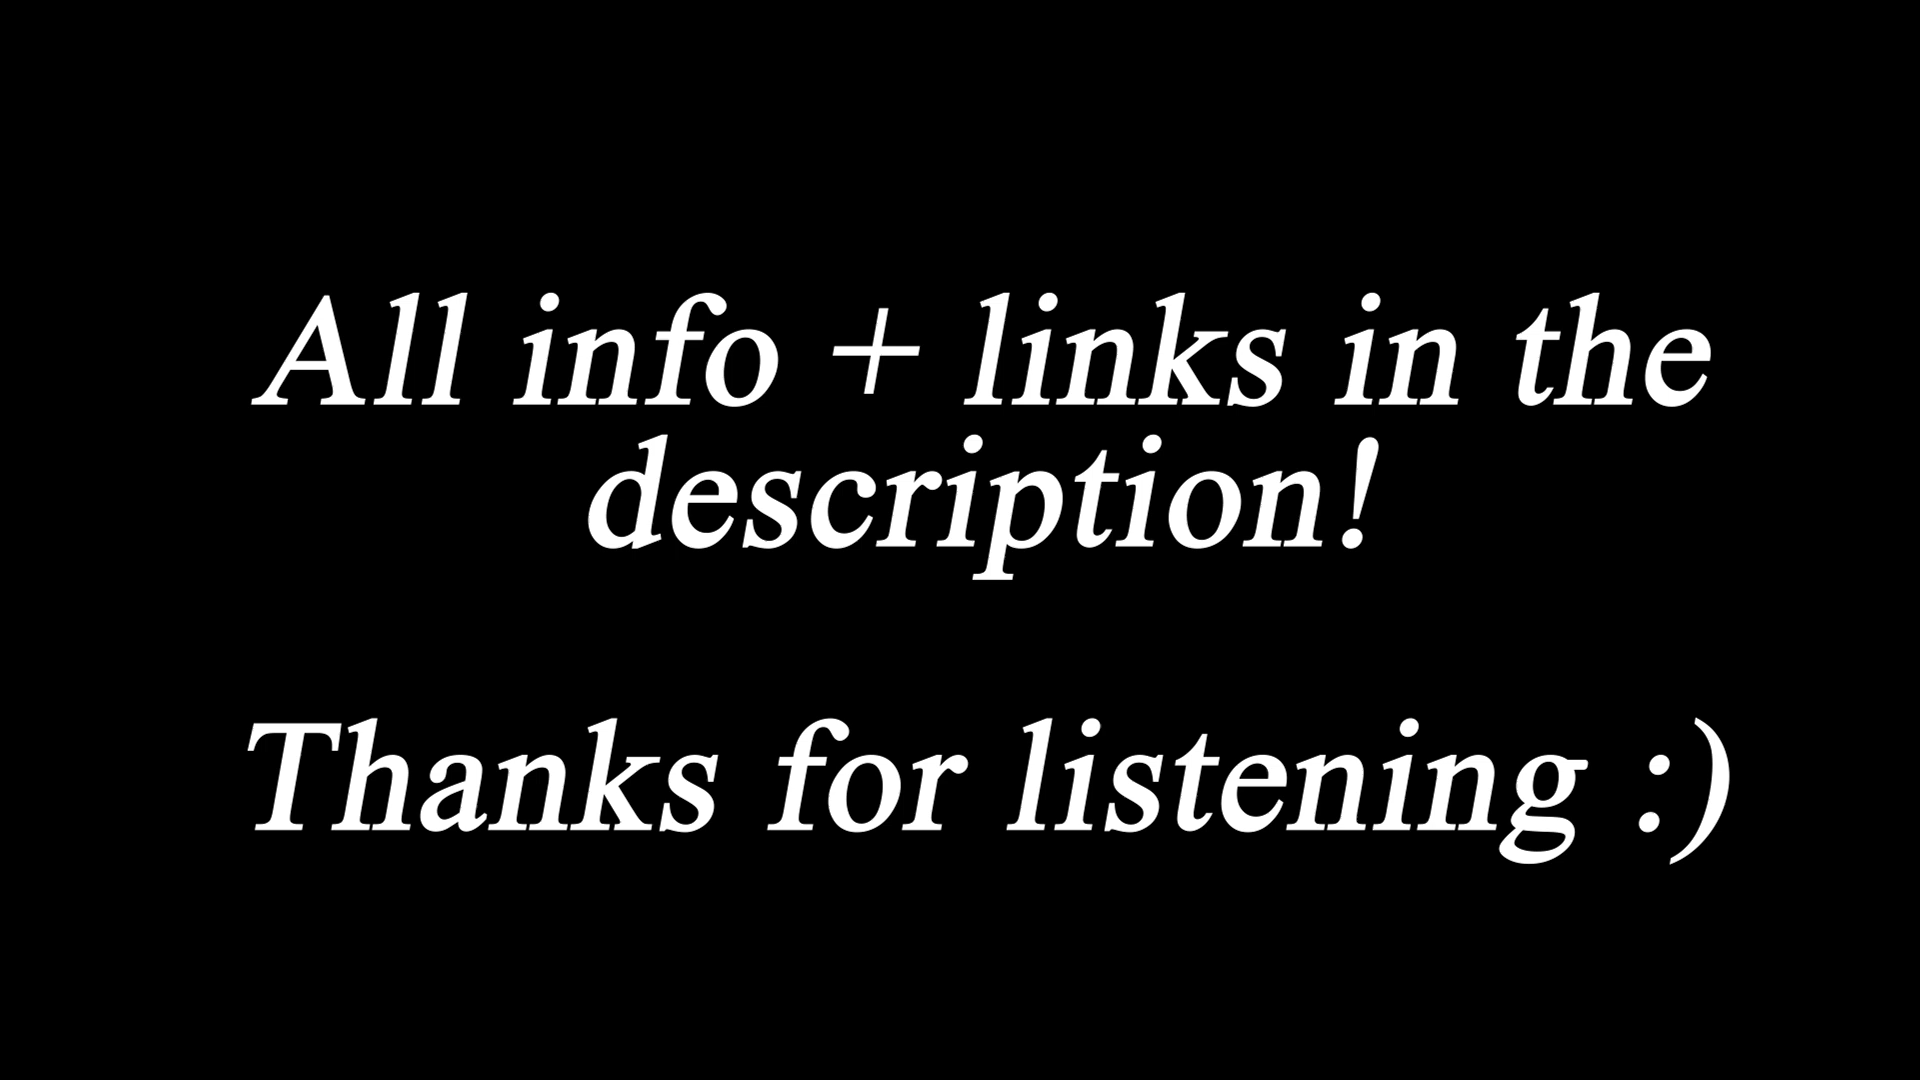 All info + links in the
description!
Thanks for listening :)